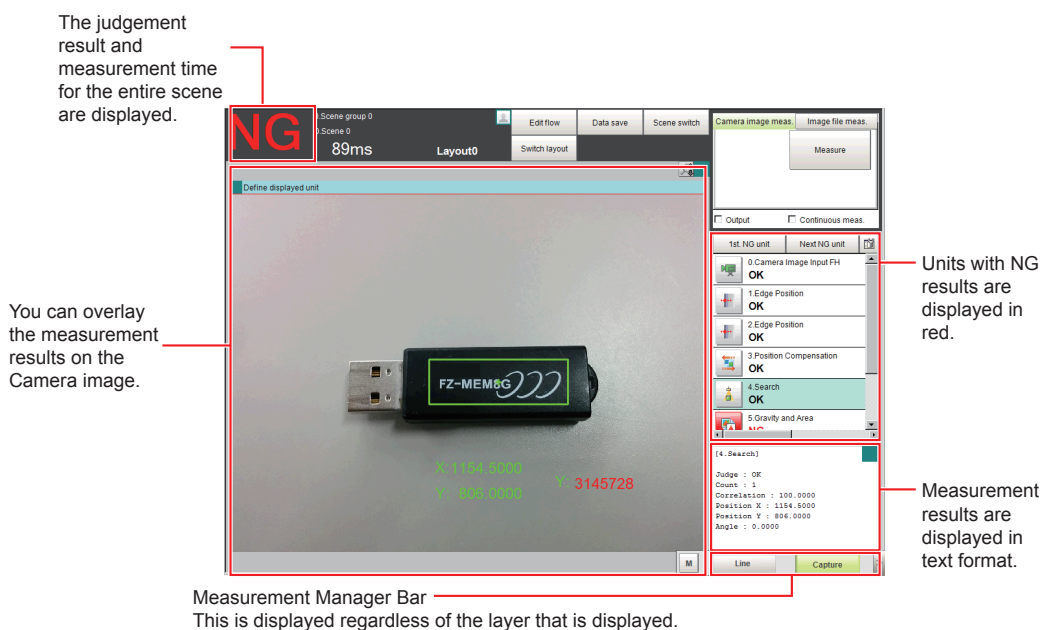 The judgement
result and
measurement time
for the entire scene
are displayed.
NG
0.Scene group 0
0.Scene 0
89ms
Layout0
Edit flow
Data save
Scene switch
Switch layout
Camera image meas.
Image file meas.
Measure
Output
Continuous meas.
Define displayed unit
1st. NG unit
Next NG unit
0.Camera Image Input FH
OK
1.Edge Position
OK
2.Edge Position
OK
3.Position Compensation
OK
4.Search
OK
5.Gravity and Area
NG
Units with NG
results are
displayed in
red.
You can overlay
the measurement
results on the
Camera image.
FZ-MEM8G
X:1154.5000
Y: 806.0000
Y: 3145728
[4.Search]
Judge : OK
Count : 1
Correlation : 100.0000
Position X : 1154.5000
Position Y : 806.0000
Angle : 0.0000
Measurement
results are
displayed in
text format.
M
Line
Capture
Measurement Manager Bar
This is displayed regardless of the layer that is displayed.